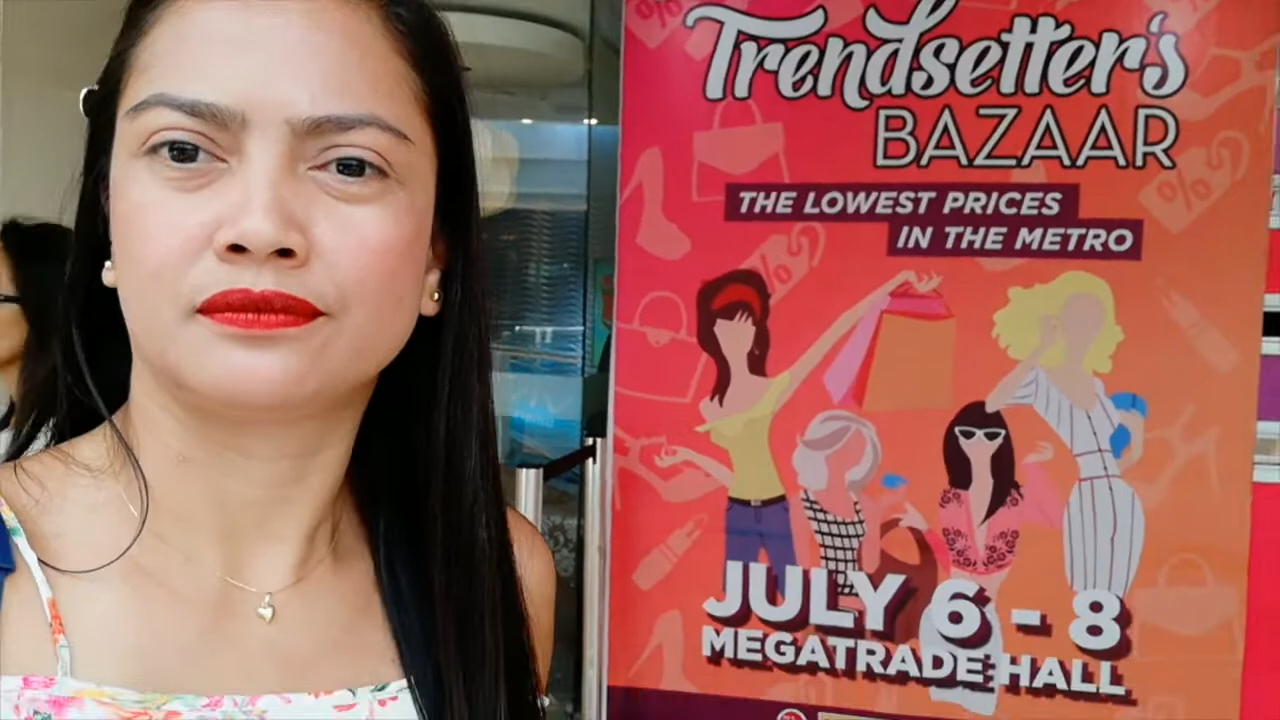 Trendsetter's
BAZAAR
THE LOWEST PRICES
IN THE METRO
JULY 6 - 8
MEGATRADE HALL